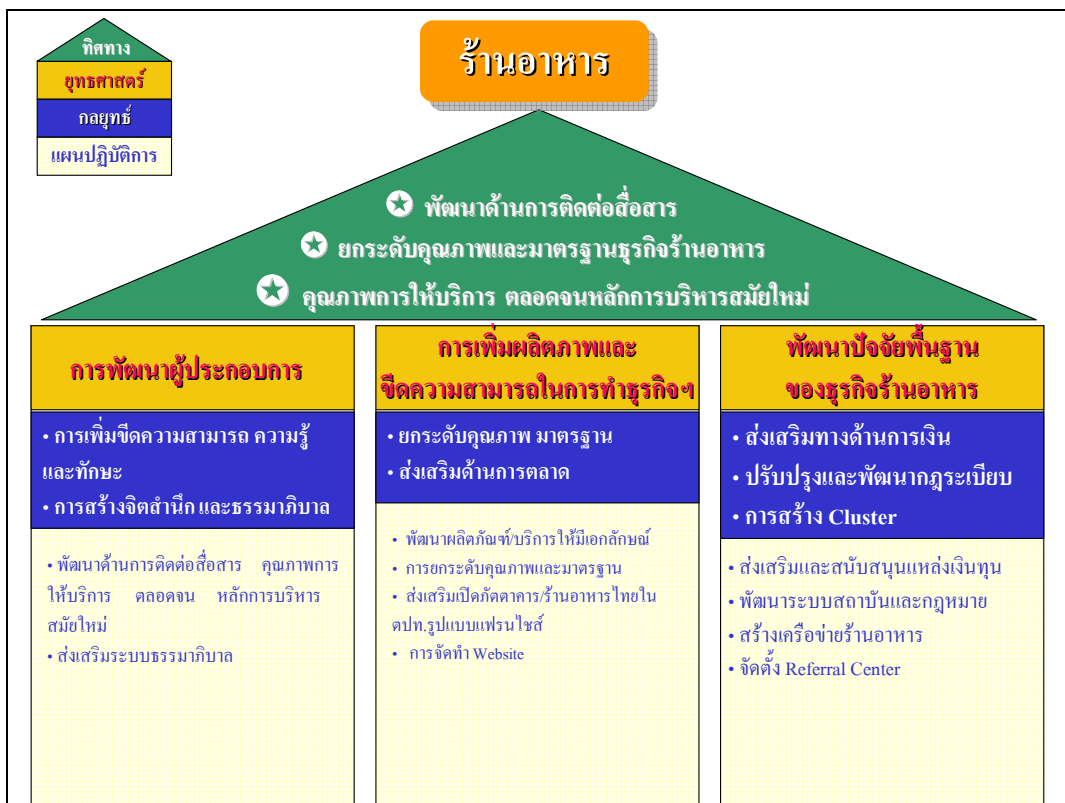 ทิศทาง
ยุทธศาสตร์
กลยุทธ์
แผนปฏิบัติการ
ร้านอาหาร
พัฒนาด้านการติดต่อสื่อสาร
ยกระดับคุณภาพและมาตรฐานธุรกิจร้านอาหาร
คุณภาพการให้บริการ ตลอดจนหลักการบริหารสมัยใหม่
การพัฒนาผู้ประกอบการ
• การเพิ่มขีดความสามารถ ความรู้
และทักษะ
• การสร้างจิตสำนึก และธรรมาภิบาล
• พัฒนาด้านการติดต่อสื่อสาร คุณภาพการ
ให้บริการ ตลอดจน หลักการบริหาร
สมัยใหม่
• ส่งเสริมระบบธรรมาภิบาล
การเพิ่มผลิตภาพและ
ขีดความสามารถในการทำธุรกิจฯ
• ยกระดับคุณภาพ มาตรฐาน
• ส่งเสริมด้านการตลาด
• พัฒนาผลิตภัณฑ์/บริการให้มีเอกลักษณ์
• การยกระดับคุณภาพและมาตรฐาน
• ส่งเสริมเปิดภัตตาคาร/ร้านอาหารไทยใน
ตปท.รูปแบบแฟรนไชส์
• การจัดทำ Website
พัฒนาปัจจัยพื้นฐาน
ของธุรกิจร้านอาหาร
• ส่งเสริมทางด้านการเงิน
• ปรับปรุงและพัฒนากฎระเบียบ
• การสร้าง Cluster
• ส่งเสริมและสนับสนุนแหล่งเงินทุน
• พัฒนาระบบสถาบันและกฎหมาย
• สร้างเครือข่ายร้านอาหาร
• จัดตั้ง Referral Center